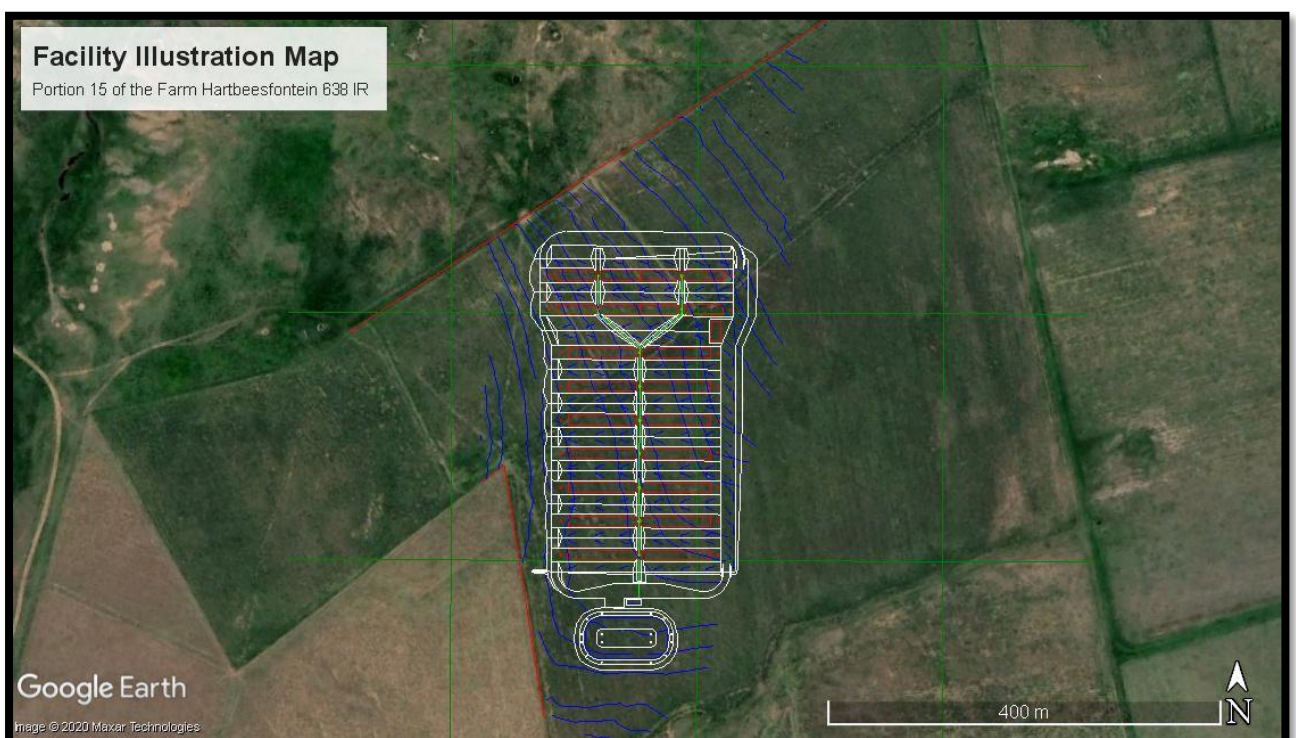 Facility Illustration Map
Portion 15 of the Farm Hartbeesfontein 638 IR
Google Earth
Image © 2020 Maxar Technologies
400 m
N